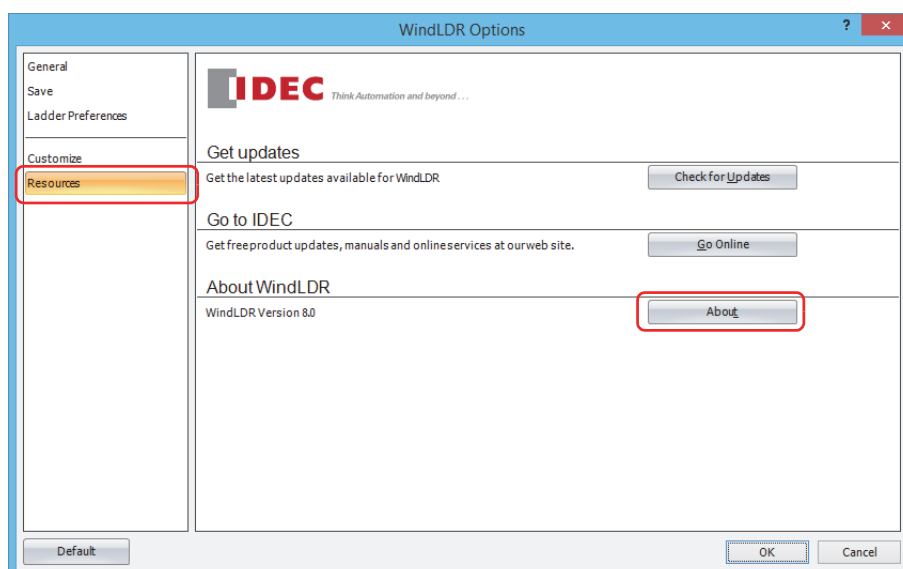 WindLDR Options
?
×
General
Save
Ladder Preferences
Customize
Resources
IDEC Think Automation and beyond...
Get updates
Get the latest updates available for WindLDR
Check for Updates
Go to IDEC
Get free product updates, manuals and online services at our web site.
Go Online
About WindLDR
WindLDR Version 8.0
About
Default
OK
Cancel